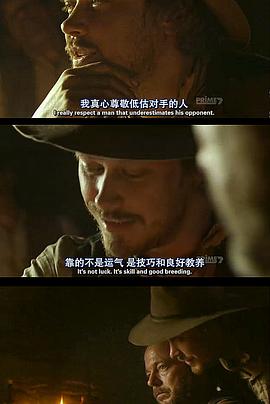 我真心尊敬低估对手的人
I really respect a man that underestimates his opponent.
PRIME7
靠的不是运气 是技巧和良好教养
It's not luck. It's skill and good breeding.
PRIME7